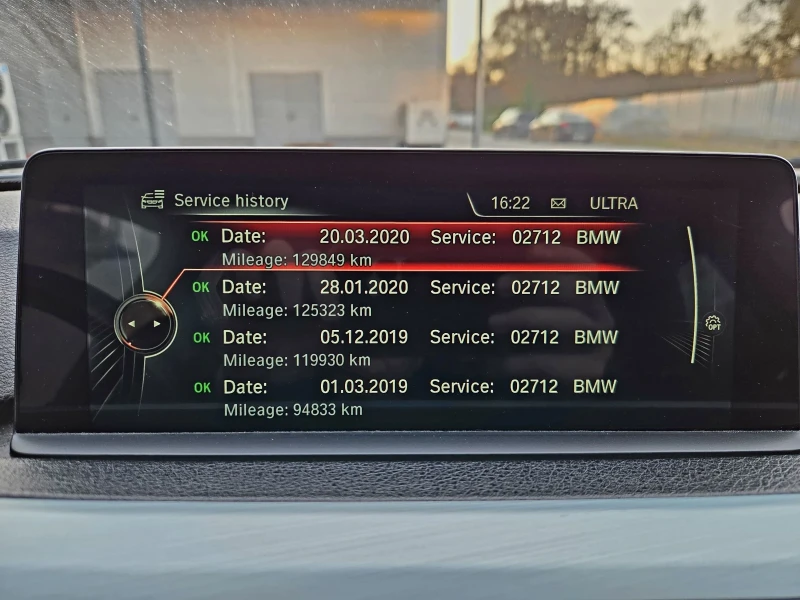 Service history 16:22 ULTRA
OK Date: 20.03.2020 Service: 02712 BMW
Mileage: 129849 km
OK Date: 28.01.2020 Service: 02712 BMW
Mileage: 125323 km
OK Date: 05.12.2019 Service: 02712 BMW
Mileage: 119930 km
OK Date: 01.03.2019 Service: 02712 BMW
Mileage: 94833 km
OPT